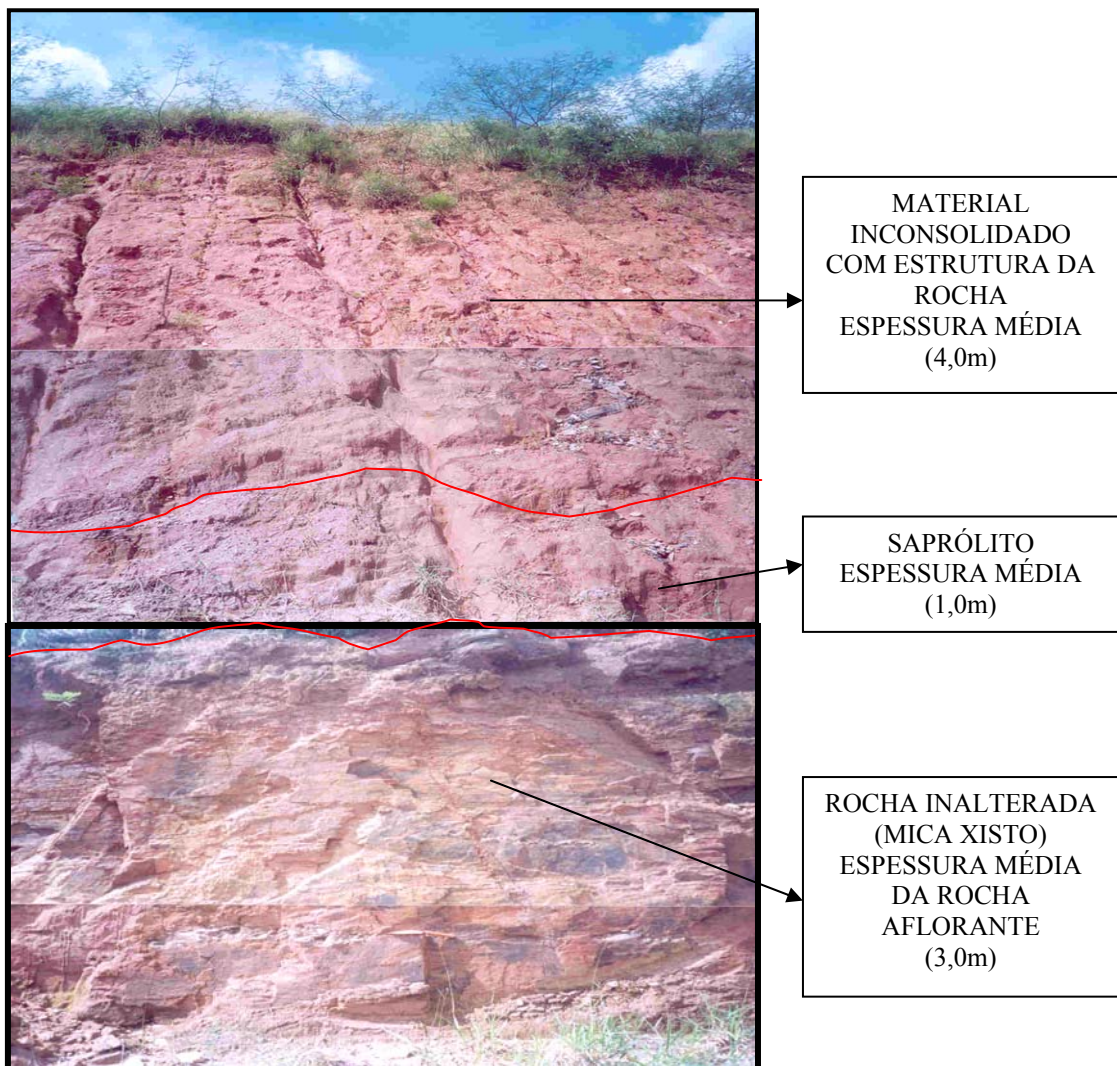 MATERIAL
INCONSOLIDADO
COM ESTRUTURA DA
ROCHA
ESPESSURA MÉDIA
(4,0m)
SAPRÓLITO
ESPESSURA MÉDIA
(1,0m)
ROCHA INALTERADA
(MICA XISTO)
ESPESSURA MÉDIA
DA ROCHA
AFLORANTE
(3,0m)